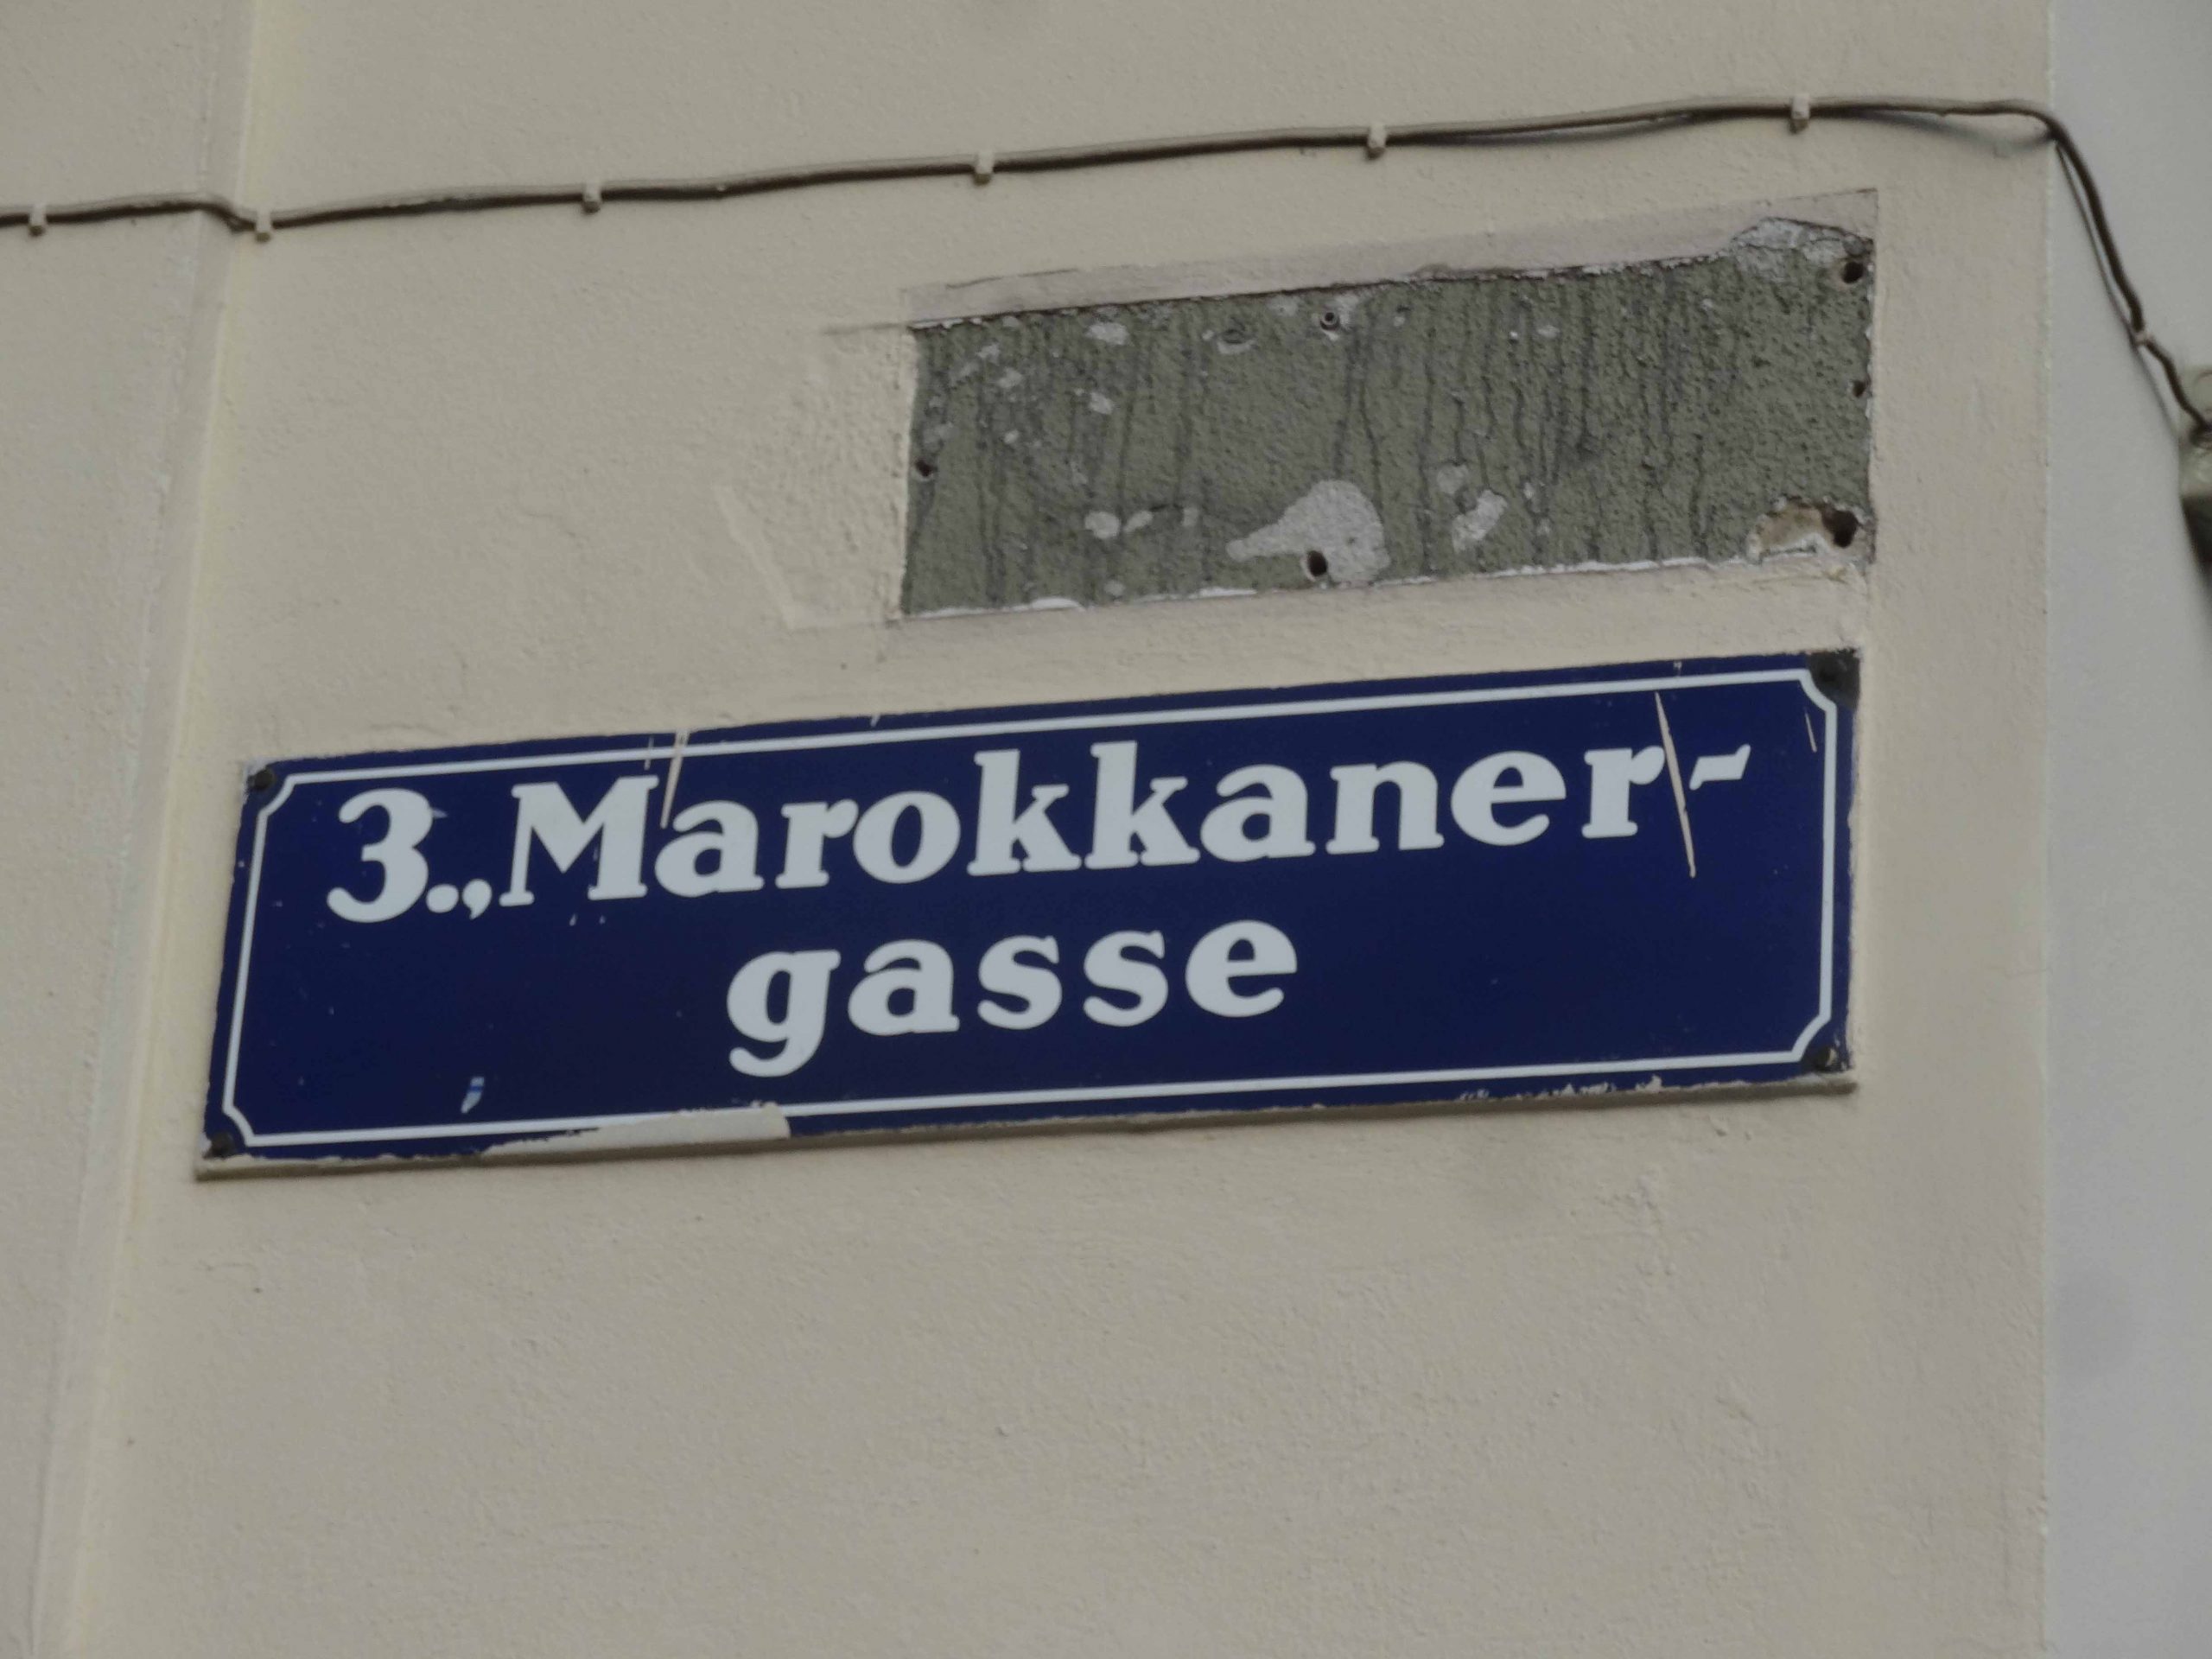 3., Marokkaner-
gasse